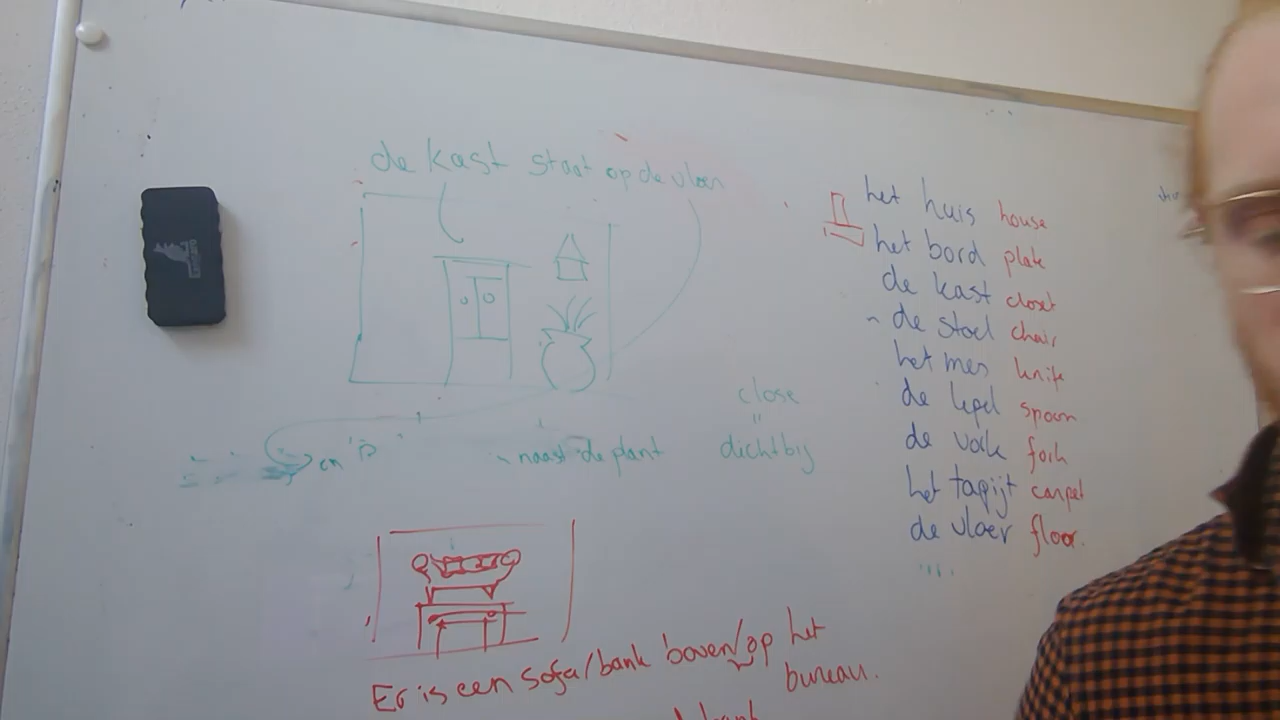 de kast staat op de vloer
het huis house
het bord plate
de kast closet
de stoel chair
het mes knife
de lepel spoon
de vork fork
het tapijt carpet
de vloer floor.
close
"
dichtbij
en
naast de plant
Er is een sofa/bank boven/op het
bureau.